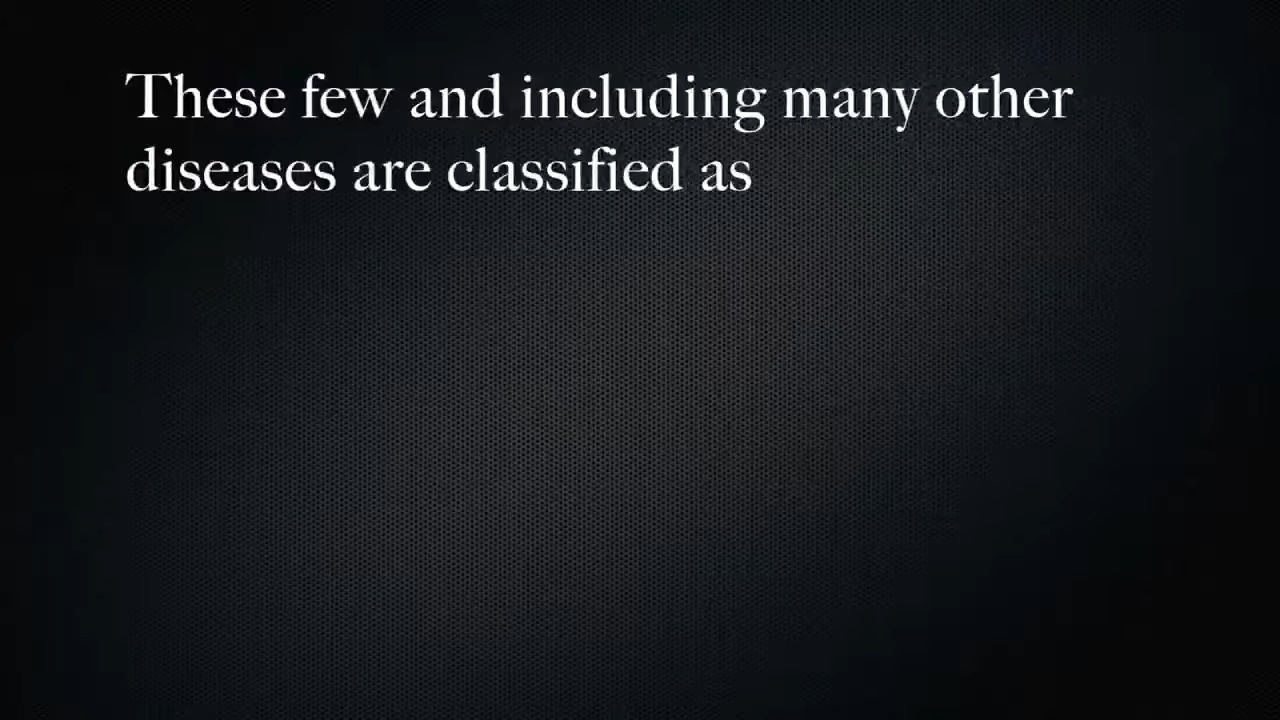 These few and including many other
diseases are classified as